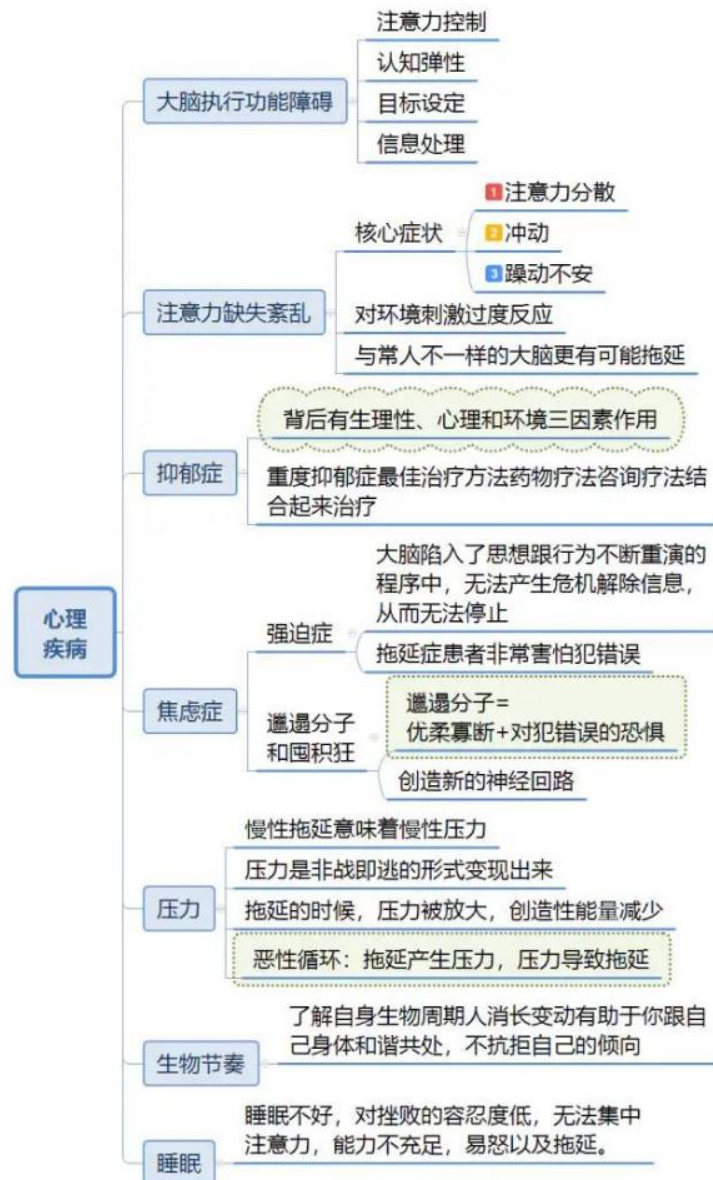 注意力控制
认知弹性
大脑执行功能障碍
目标设定
信息处理
1 注意力分散
核心症状
2 冲动
3 躁动不安
注意力缺失紊乱
对环境刺激过度反应
与常人不一样的大脑更有可能拖延
背后有生理性、心理和环境三因素作用
抑郁症
重度抑郁症最佳治疗方法药物疗法咨询疗法结
合起来治疗
心理
疾病
大脑陷入了思想跟行为不断重演的
程序中，无法产生危机解除信息，
从而无法停止
强迫症
拖延症患者非常害怕犯错误
焦虑症
邋遢分子
和囤积狂
邋遢分子=
优柔寡断+对犯错误的恐惧
创造新的神经回路
慢性拖延意味着慢性压力
压力是非战即逃的形式变现出来
压力
拖延的时候，压力被放大，创造性能量减少
恶性循环：拖延产生压力，压力导致拖延
生物节奏
了解自身生物周期人消长变动有助于你跟自
己身体和谐共处，不抗拒自己的倾向
睡眠
睡眠不好，对挫败的容忍度低，无法集中
注意力，能力不充足，易怒以及拖延。